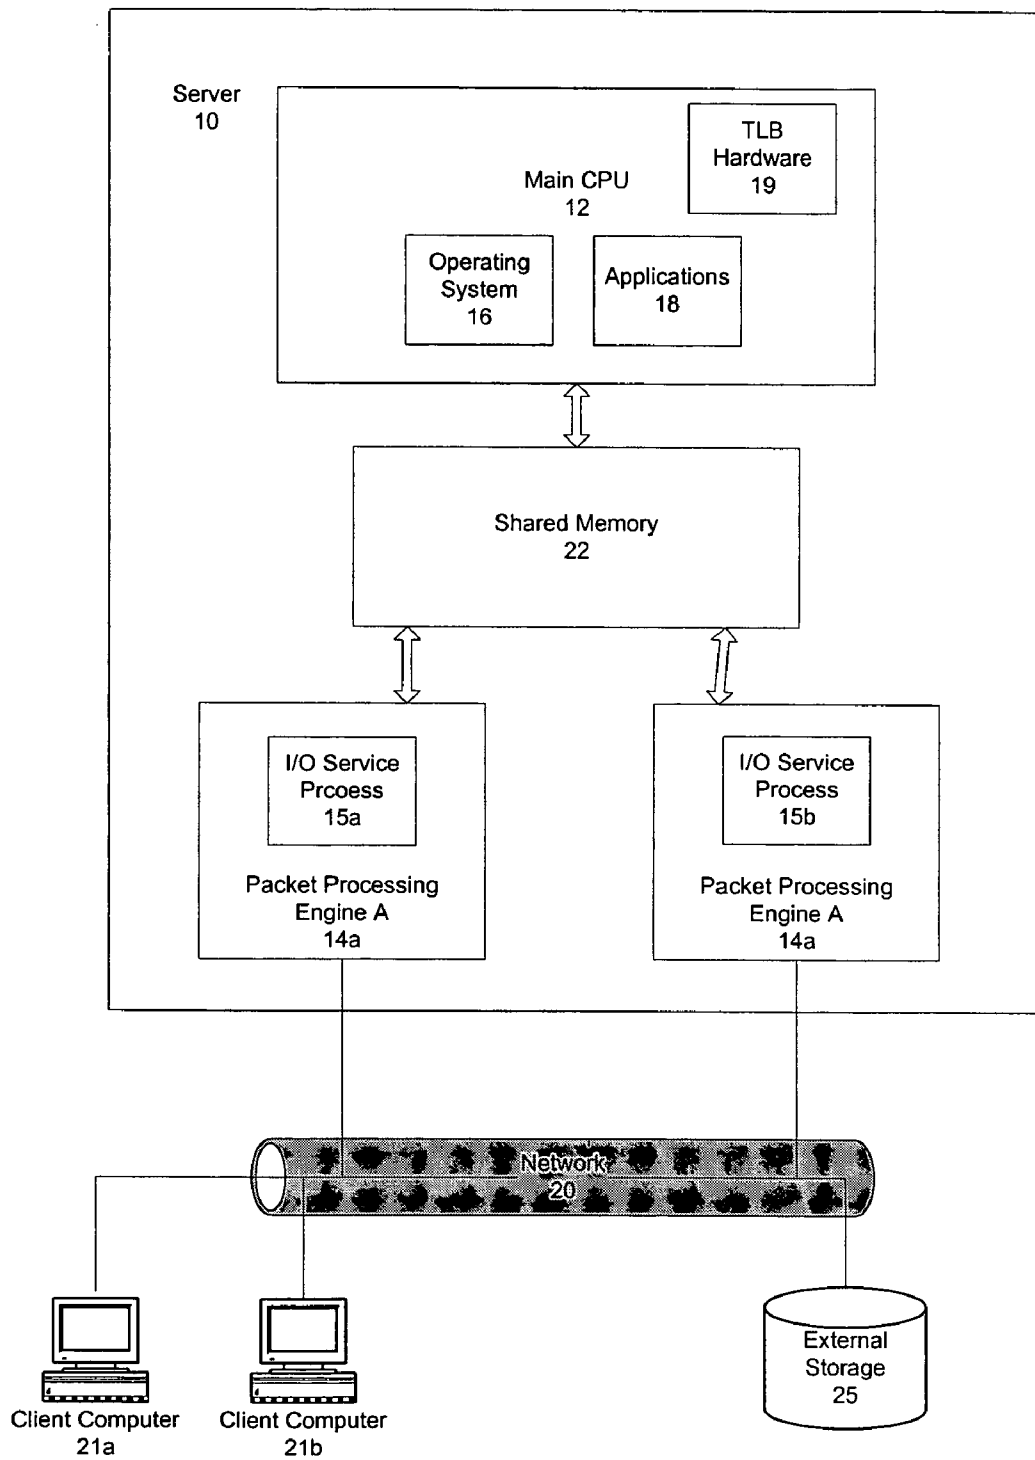 Server
10
TLB
Hardware
19
Main CPU
12
Operating
System
16
Applications
18
Shared Memory
22
I/O Service
Prcoess
15a
Packet Processing
Engine A
14a
I/O Service
Process
15b
Packet Processing
Engine A
14a
Network
20
Client Computer
21a
Client Computer
21b
External
Storage
25